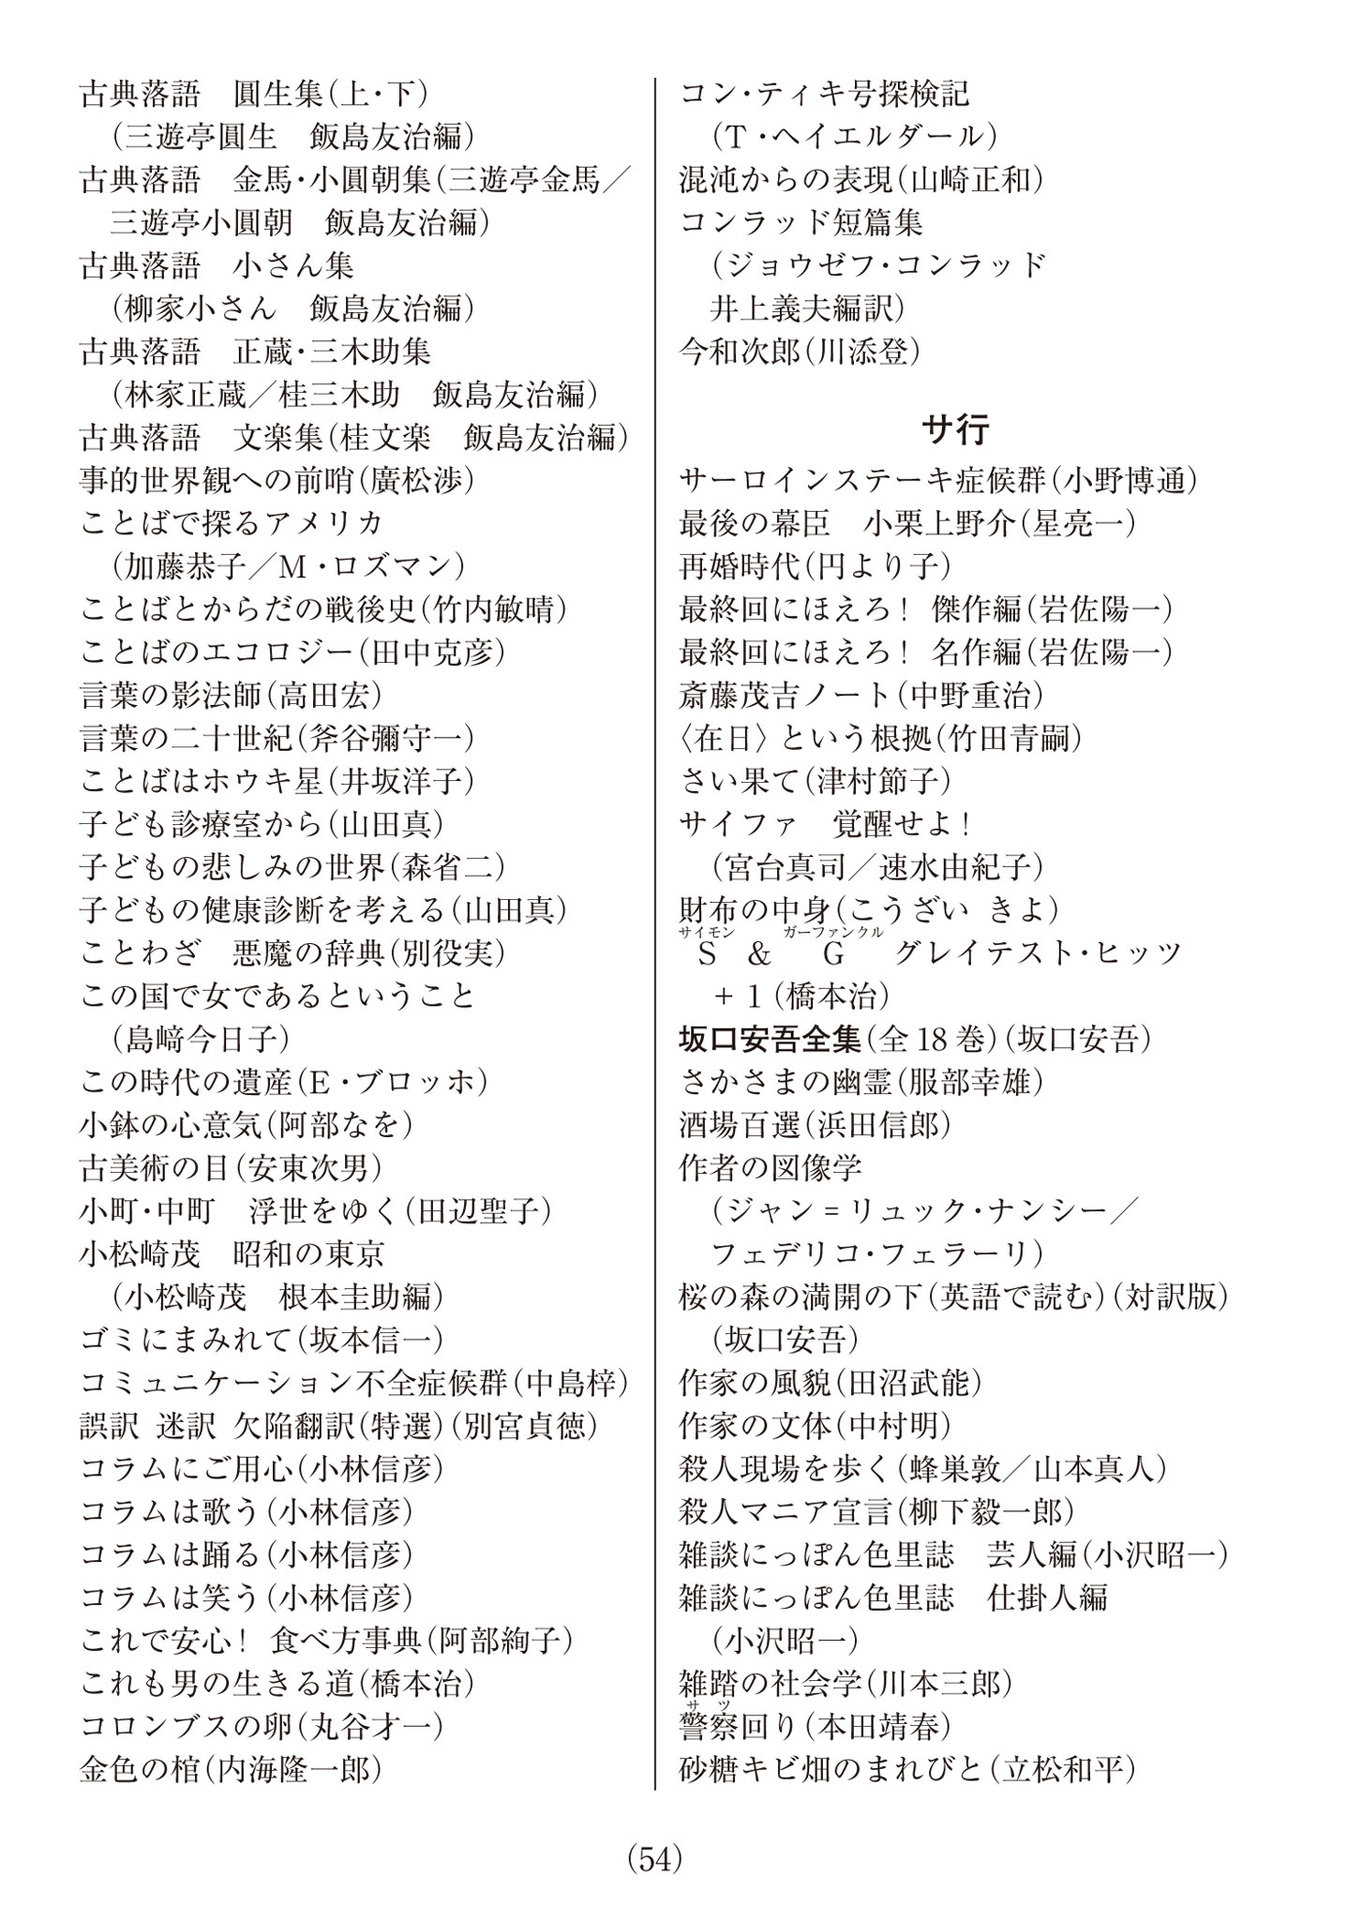 古典落語　圓生集(上・下)
(三遊亭圓生　飯島友治編)
古典落語　金馬・小圓朝集(三遊亭金馬／
三遊亭小圓朝　飯島友治編)
古典落語　小さん集
(柳家小さん　飯島友治編)
古典落語　正蔵・三木助集
(林家正蔵／桂三木助　飯島友治編)
古典落語　文楽集(桂文楽　飯島友治編)
事的世界観への前哨(廣松渉)
ことばで探るアメリカ
(加藤恭子／M・ロズマン)
ことばとからだの戦後史(竹内敏晴)
ことばのエコロジー(田中克彦)
言葉の影法師(高田宏)
言葉の二十世紀(斧谷彌守一)
ことばはホウキ星(井坂洋子)
子ども診療室から(山田真)
子どもの悲しみの世界(森省二)
子どもの健康診断を考える(山田真)
ことわざ　悪魔の辞典(別役実)
この国で女であるということ
(島﨑今日子)
この時代の遺産(E・ブロッホ)
小鉢の心意気(阿部なを)
古美術の目(安東次男)
小町・中町　浮世をゆく(田辺聖子)
小松崎茂　昭和の東京
(小松崎茂　根本圭助編)
ゴミにまみれて(坂本信一)
コミュニケーション不全症候群(中島梓)
誤訳 迷訳 欠陥翻訳(特選)(別宮貞徳)
コラムにご用心(小林信彦)
コラムは歌う(小林信彦)
コラムは踊る(小林信彦)
コラムは笑う(小林信彦)
これで安心! 食べ方事典(阿部絢子)
これも男の生きる道(橋本治)
コロンブスの卵(丸谷才一)
金色の棺(内海隆一郎)
コン・ティキ号探検記
(T・ヘイエルダール)
混沌からの表現(山崎正和)
コンラッド短篇集
(ジョウゼフ・コンラッド
井上義夫編訳)
今和次郎(川添登)
サ行
サーロインステーキ症候群(小野博通)
最後の幕臣　小栗上野介(星亮一)
再婚時代(円より子)
最終回にほえろ! 傑作編(岩佐陽一)
最終回にほえろ! 名作編(岩佐陽一)
斎藤茂吉ノート(中野重治)
〈在日〉という根拠(竹田青嗣)
さい果て(津村節子)
サイファ　覚醒せよ!
(宮台真司／速水由紀子)
財布の中身(こうざい きよ)
サイモン　ガーファンクル
S & G グレイテスト・ヒッツ
+1(橋本治)
坂口安吾全集(全18巻)(坂口安吾)
さかさまの幽霊(服部幸雄)
酒場百選(浜田信郎)
作者の図像学
(ジャン=リュック・ナンシー／
フェデリコ・フェラーリ)
桜の森の満開の下(英語で読む)(対訳版)
(坂口安吾)
作家の風貌(田沼武能)
作家の文体(中村明)
殺人現場を歩く(蜂巣敦／山本真人)
殺人マニア宣言(柳下毅一郎)
雑談にっぽん色里誌　芸人編(小沢昭一)
雑談にっぽん色里誌　仕掛人編
(小沢昭一)
雑踏の社会学(川本三郎)
サツ
警察回り(本田靖春)
砂糖キビ畑のまれびと(立松和平)
(54)